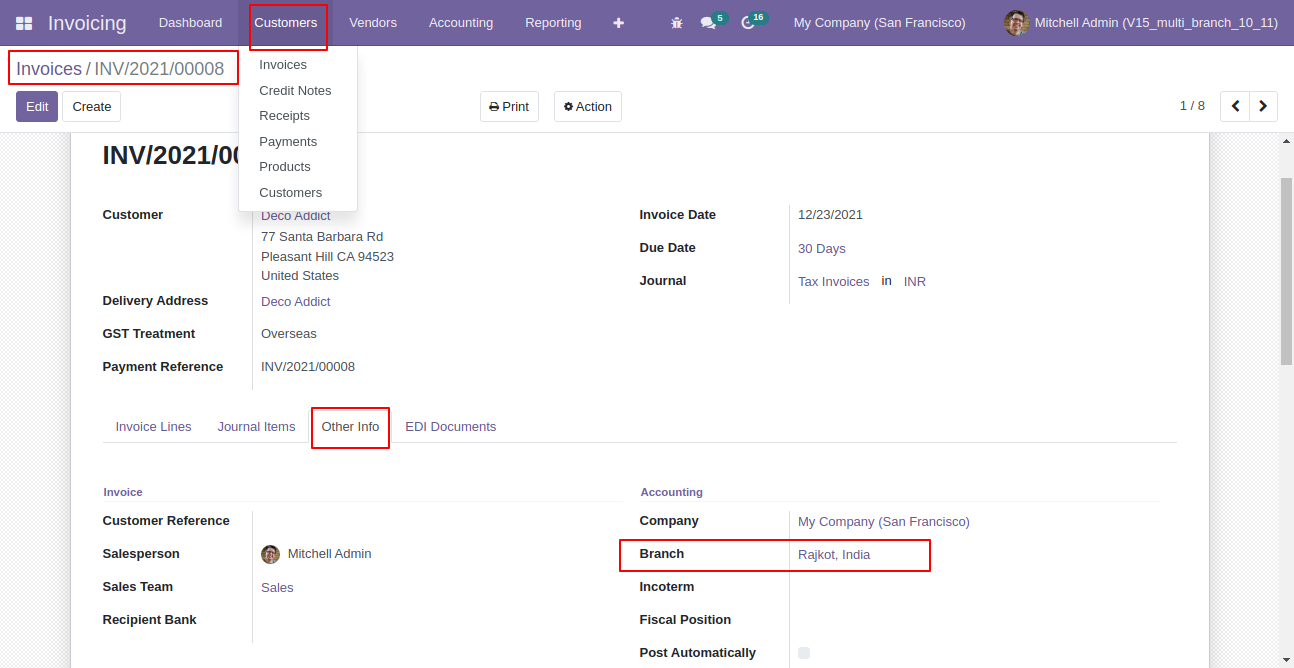 Invoicing Dashboard Customers Vendors Accounting Reporting 5 16 My Company (San Francisco) Mitchell Admin (V15_multi_branch_10_11)
Invoices / INV/2021/00008
Edit Create Print Action 1 / 8
Invoices
Credit Notes
Receipts
Payments
Products
Customers
INV/2021/00
Customer Deco Addict
77 Santa Barbara Rd
Pleasant Hill CA 94523
United States
Delivery Address Deco Addict
GST Treatment Overseas
Payment Reference INV/2021/00008
Invoice Date 12/23/2021
Due Date 30 Days
Journal Tax Invoices in INR
Invoice Lines Journal Items Other Info EDI Documents
Invoice
Customer Reference
Salesperson Mitchell Admin
Sales Team Sales
Recipient Bank
Accounting
Company My Company (San Francisco)
Branch Rajkot, India
Incoterm
Fiscal Position
Post Automatically